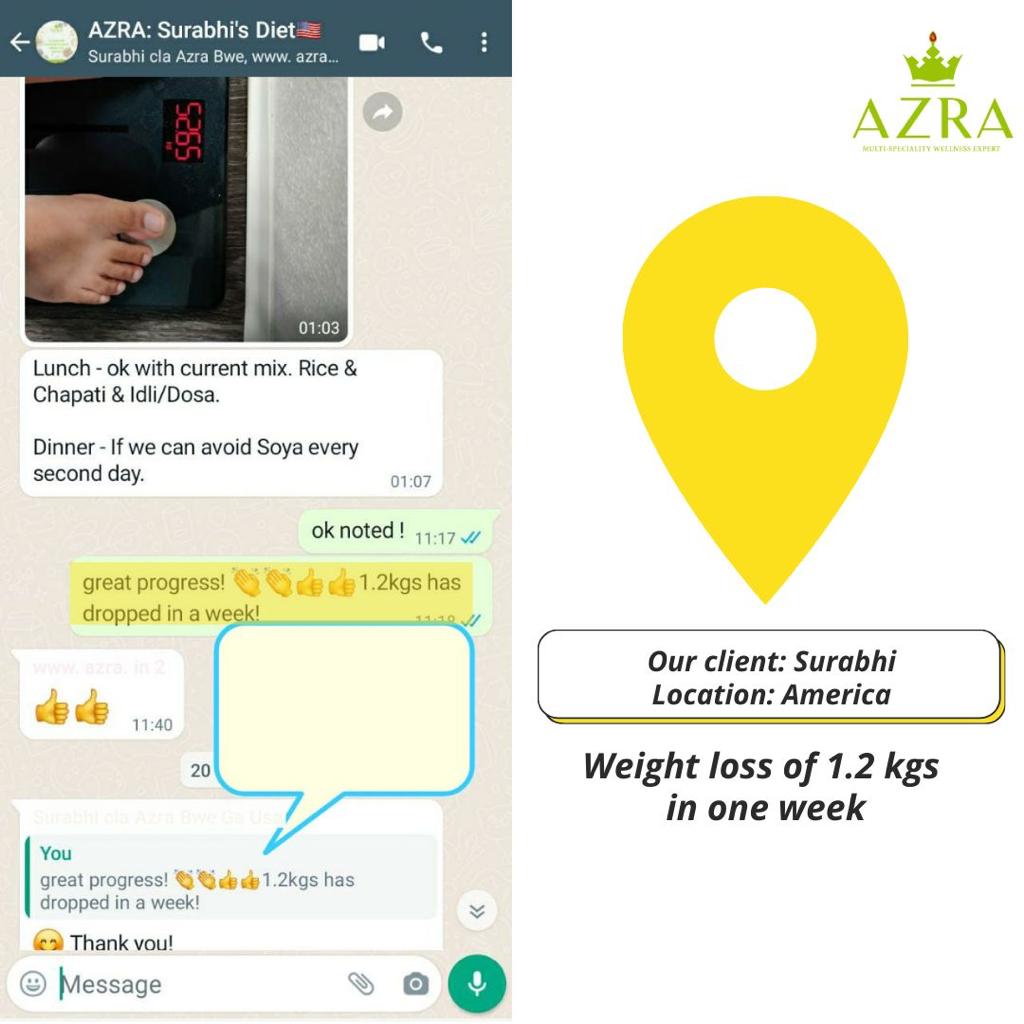 AZRA: Surabhi's Diet🇺🇸
Surabhi cla Azra Bwe, www. azra...
01:03
Lunch - ok with current mix. Rice &
Chapati & Idli/Dosa.
Dinner - If we can avoid Soya every
second day.
01:07
ok noted !
11:17
great progress! 👏👏👍👍1.2kgs has
dropped in a week!
www. azra. in 2
👍👍
11:40
20
Surabhi cla Azra Bwe Ga Usa
You
great progress! 👏👏👍👍1.2kgs has
dropped in a week!
😊 Thank you!
Message
AZRA
MULTI-SPECIALITY WELLNESS EXPERT
Our client: Surabhi
Location: America
Weight loss of 1.2 kgs
in one week